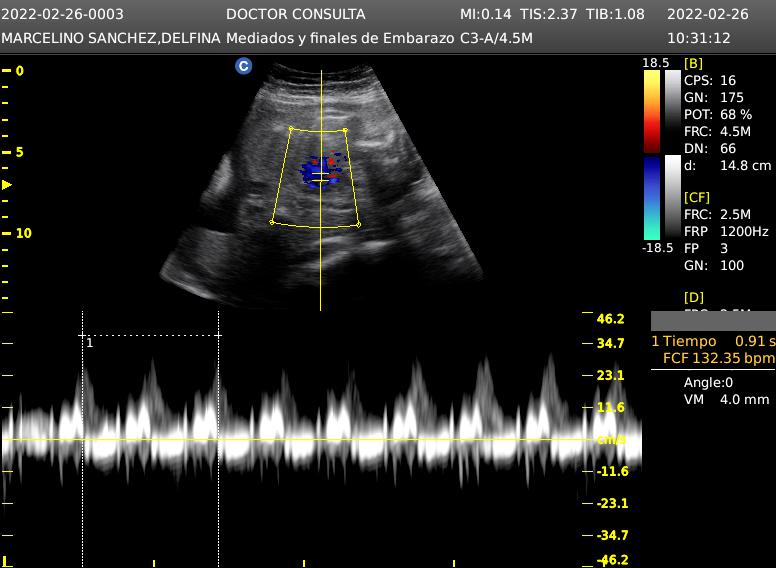 2022-02-26-0003 DOCTOR CONSULTA MI:0.14 TIS:2.37 TIB:1.08 2022-02-26
MARCELINO SANCHEZ,DELFINA Mediados y finales de Embarazo C3-A/4.5M 10:31:12
C
0
5
10
18.5
-18.5
[B]
CPS: 16
GN: 175
POT: 68 %
FRC: 4.5M
DN: 66
d: 14.8 cm
[CF]
FRC: 2.5M
FRP 1200Hz
FP 3
GN: 100
[D]
1 Tiempo 0.91 s
FCF 132.35 bpm
Angle:0
VM 4.0 mm
1
46.2
34.7
23.1
11.6
cm/s
-11.6
-23.1
-34.7
-46.2